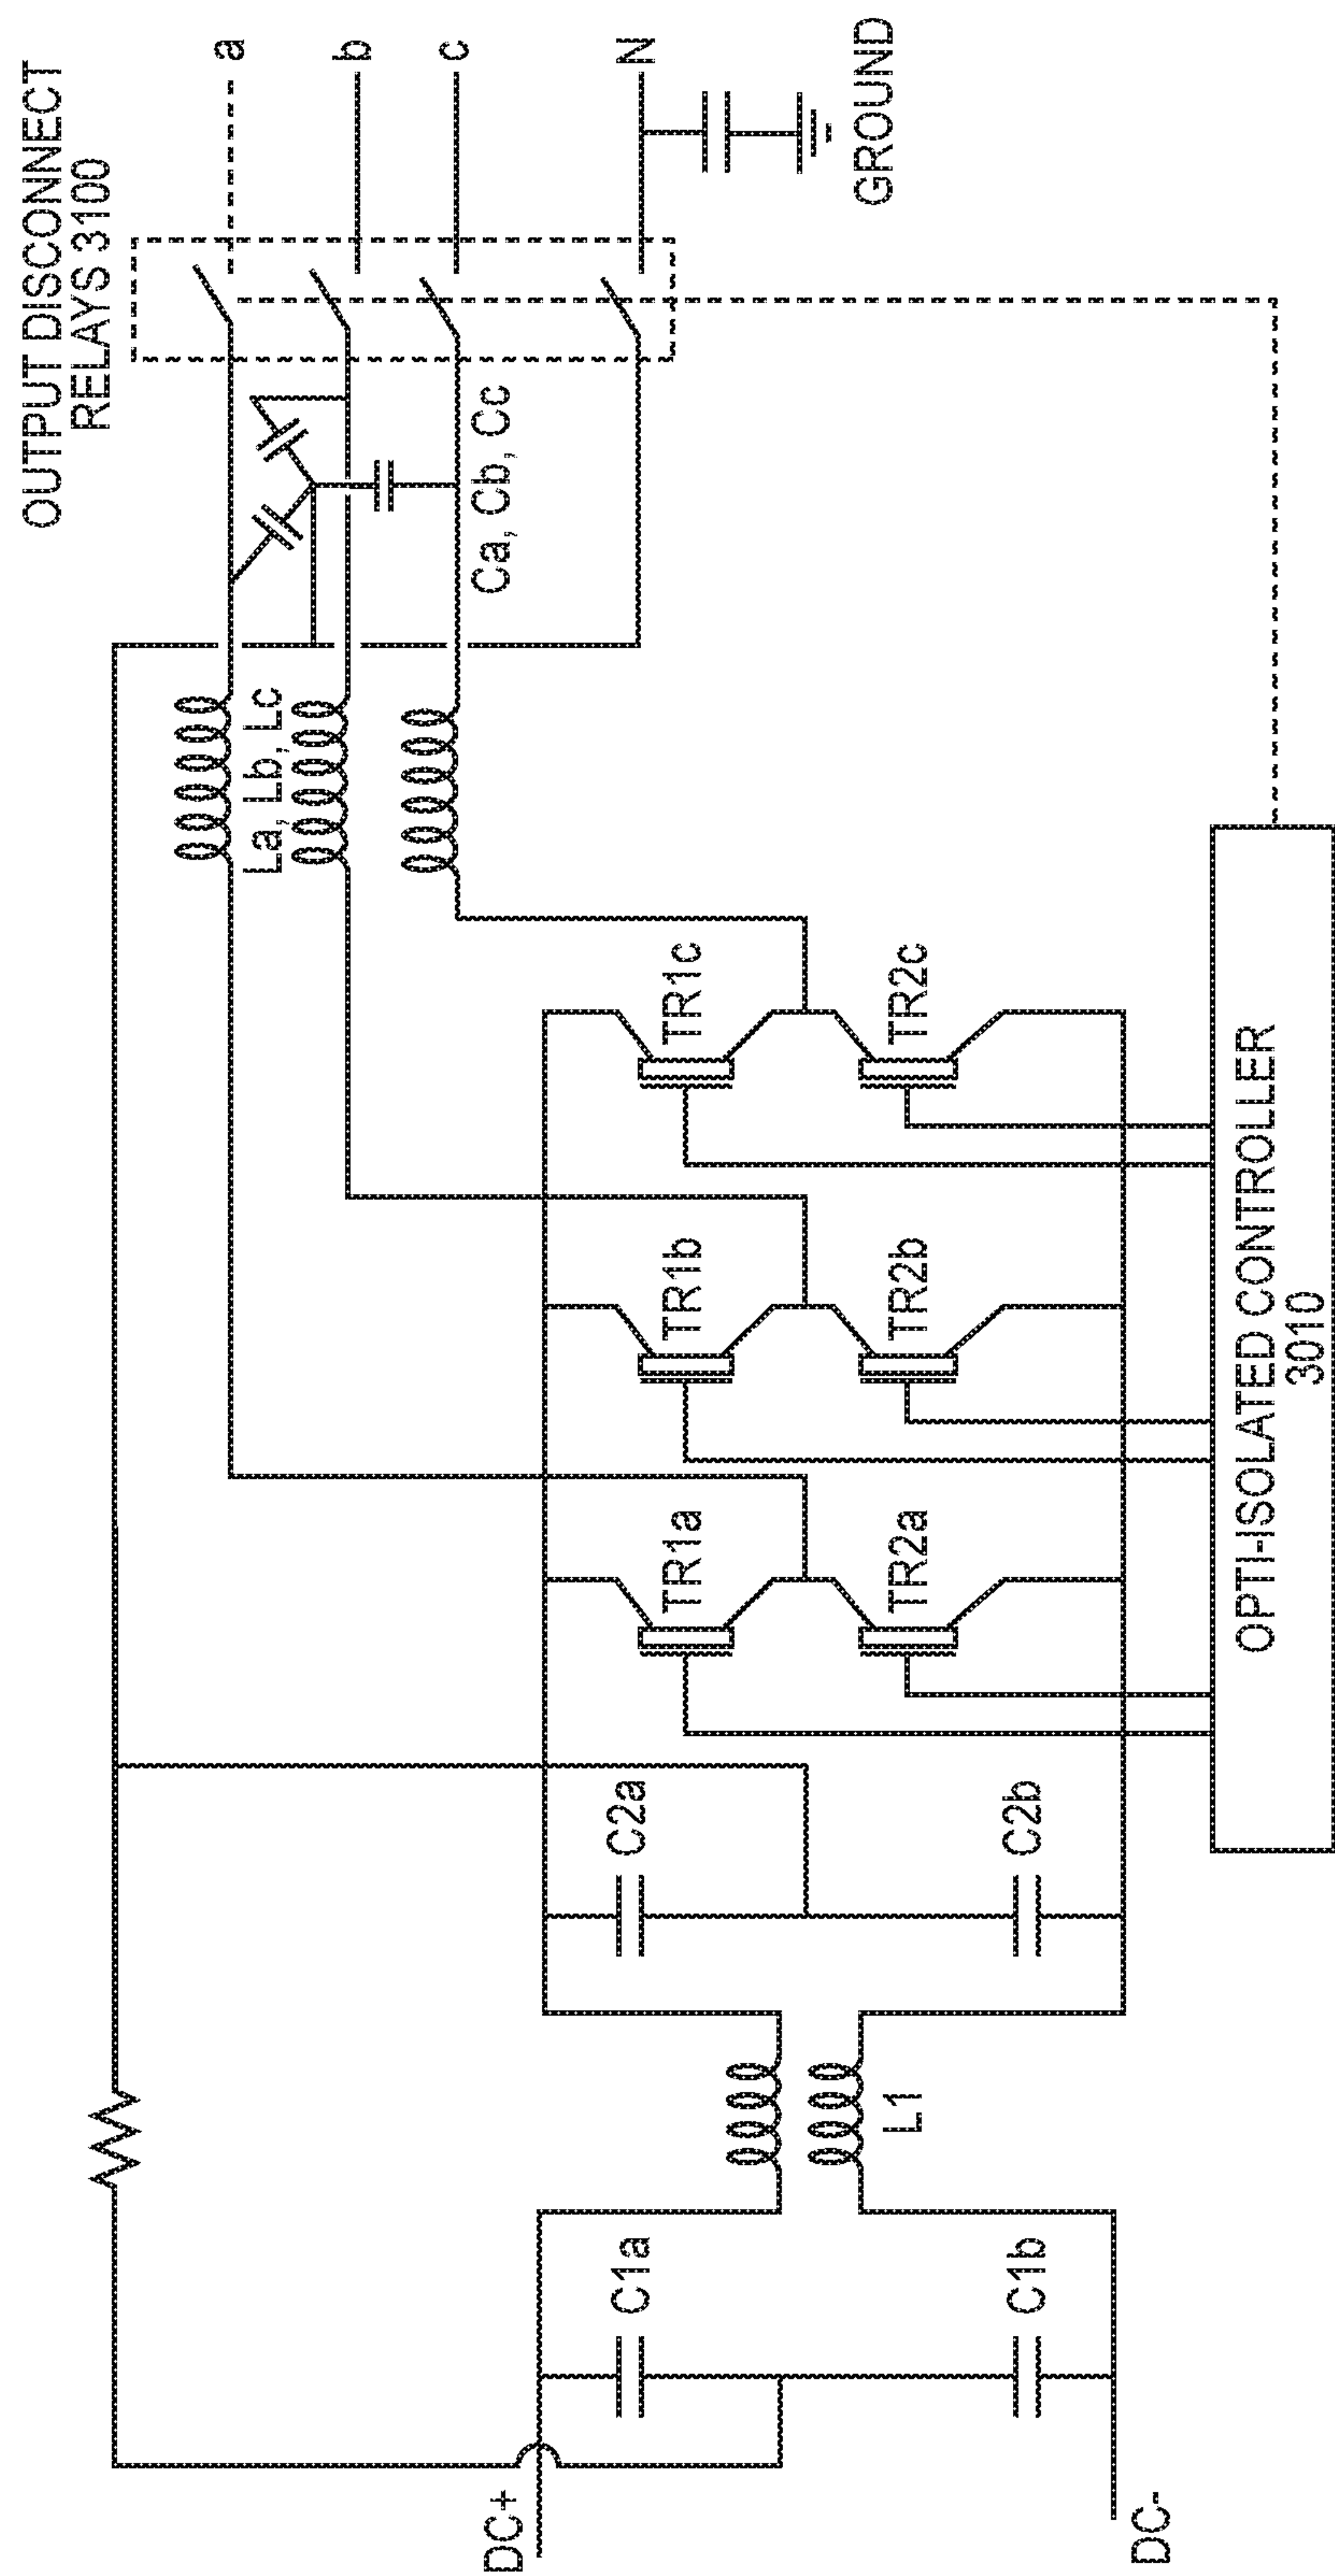 OUTPUT DISCONNECT
RELAYS 3100
a
b
c
N
GROUND
La, Lb, Lc
Ca, Cb, Cc
DC+
DC-
C1a
C1b
L1
C2a
C2b
TR1a
TR2a
TR1b
TR2b
TR1c
TR2c
OPTI-ISOLATED CONTROLLER
3010